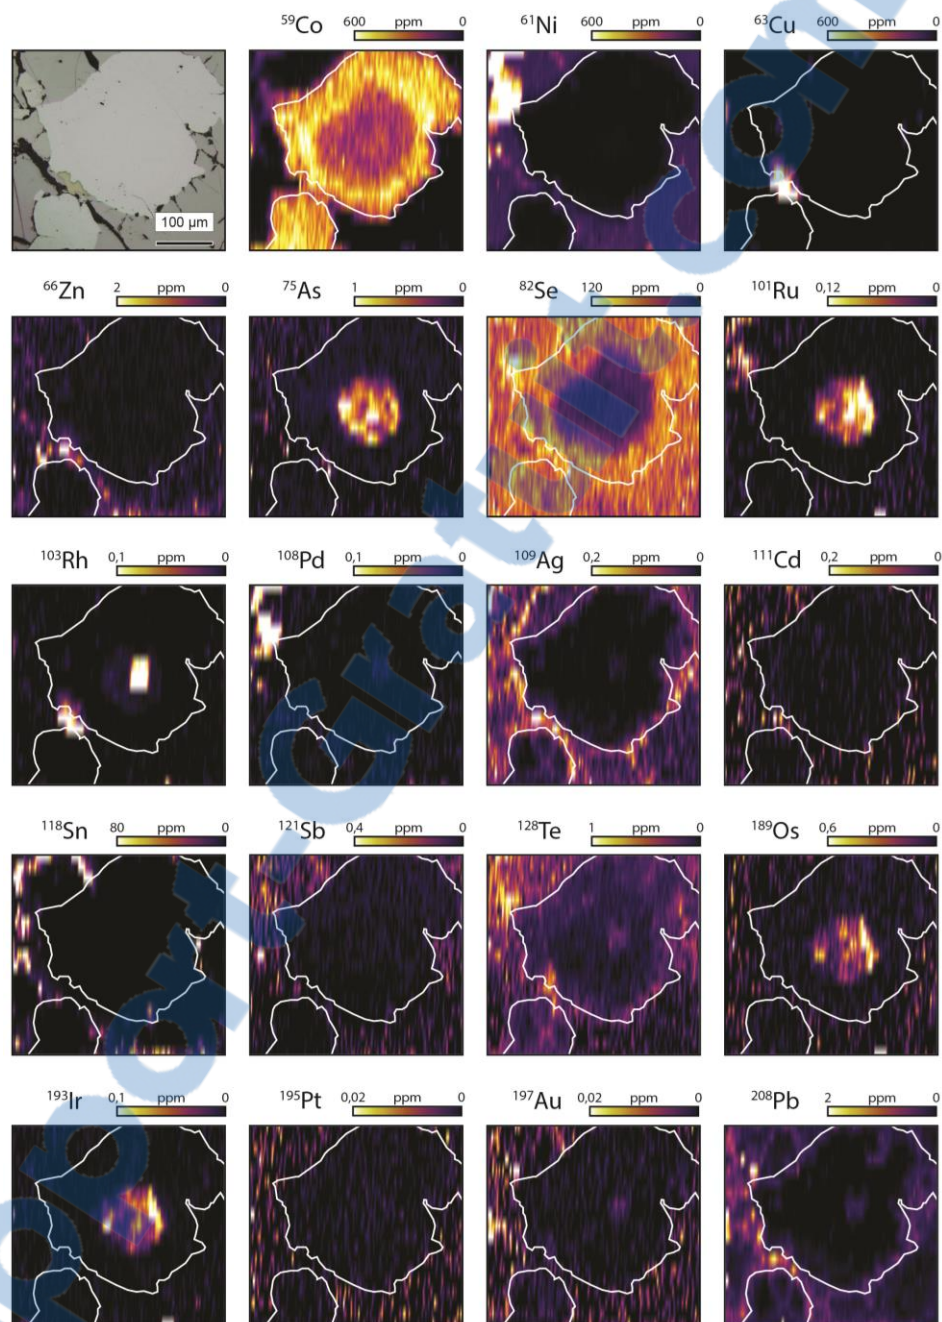 59Co 600 ppm 0
61Ni 600 ppm 0
63Cu 600 ppm 0
100 µm
66Zn 2 ppm 0
75As 1 ppm 0
82Se 120 ppm 0
101Ru 0,12 ppm 0
103Rh 0,1 ppm 0
108Pd 0,1 ppm 0
109Ag 0,2 ppm 0
111Cd 0,2 ppm 0
118Sn 80 ppm 0
121Sb 0,4 ppm 0
128Te 1 ppm 0
189Os 0,6 ppm 0
193Ir 0,1 ppm 0
195Pt 0,02 ppm 0
197Au 0,02 ppm 0
208Pb 2 ppm 0